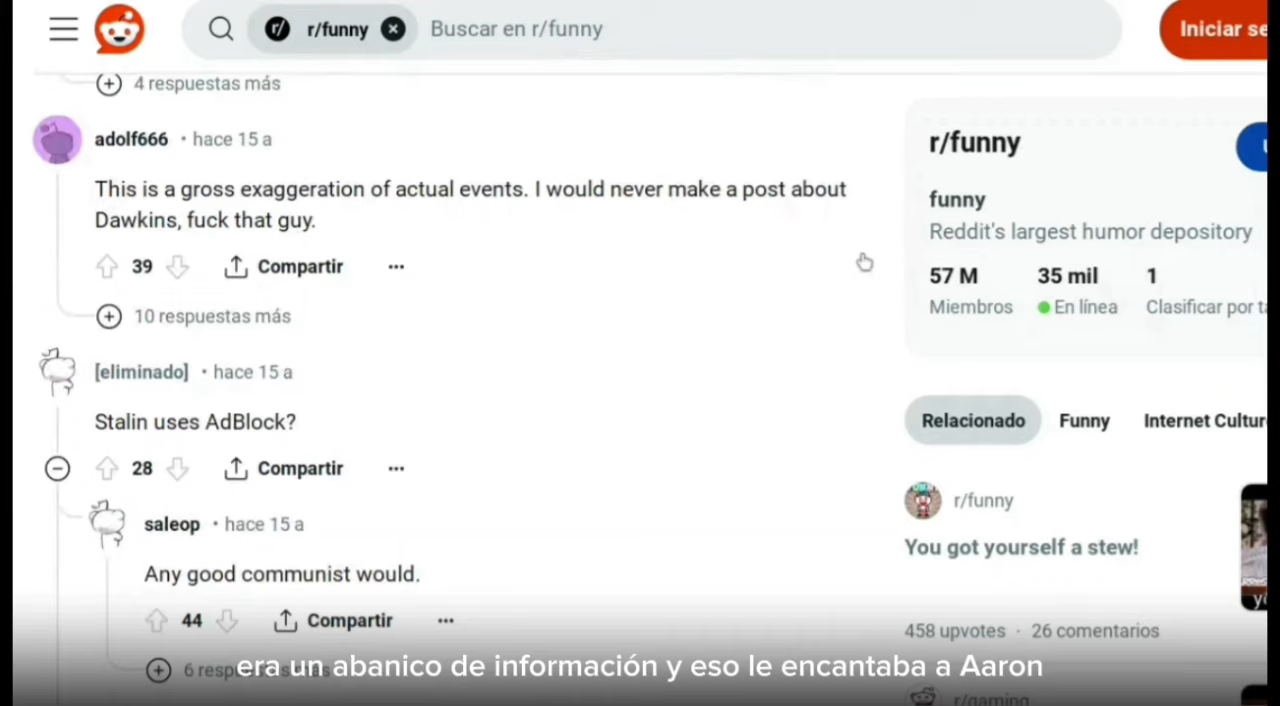 r/funny
Buscar en r/funny
Iniciar se
4 respuestas más
adolf666 • hace 15 a
This is a gross exaggeration of actual events. I would never make a post about
Dawkins, fuck that guy.
39 Compartir ...
10 respuestas más
[eliminado] • hace 15 a
Stalin uses AdBlock?
28 Compartir ...
saleop • hace 15 a
Any good communist would.
44 Compartir ...
r/funny
funny
Reddit's largest humor depository
57 M 35 mil 1
Miembros En línea Clasificar por ta
Relacionado Funny Internet Culture
r/funny
You got yourself a stew!
458 upvotes · 26 comentarios
r/gaming
era un abanico de información y eso le encantaba a Aaron